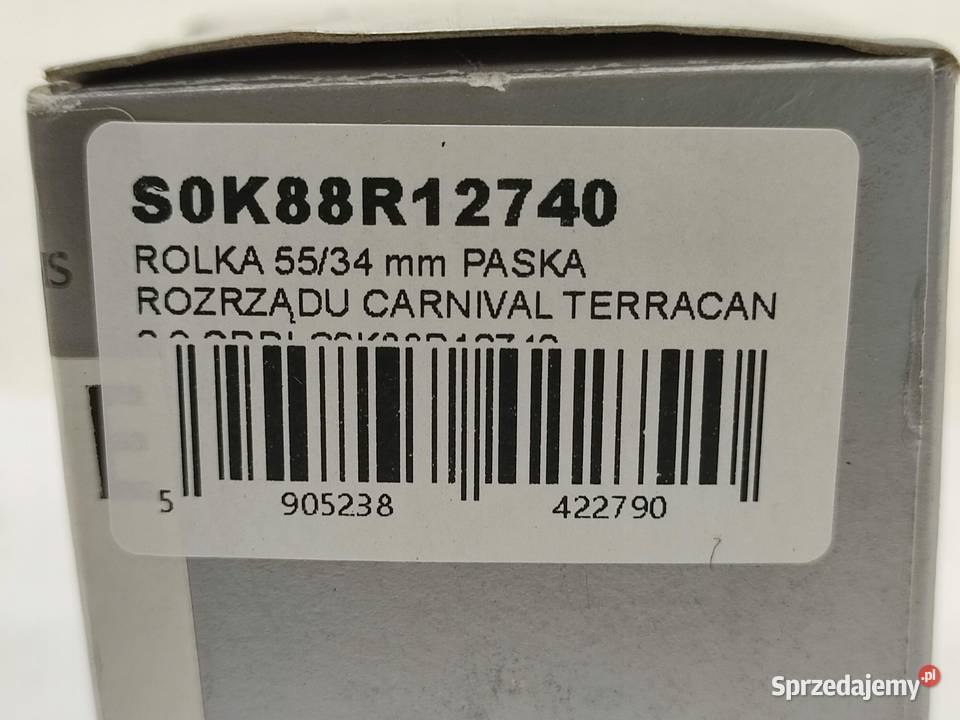 S0K88R12740
ROLKA 55/34 mm PASKA
ROZRZĄDU CARNIVAL TERRACAN
5 905238 422790
Sprzedajemy.pl